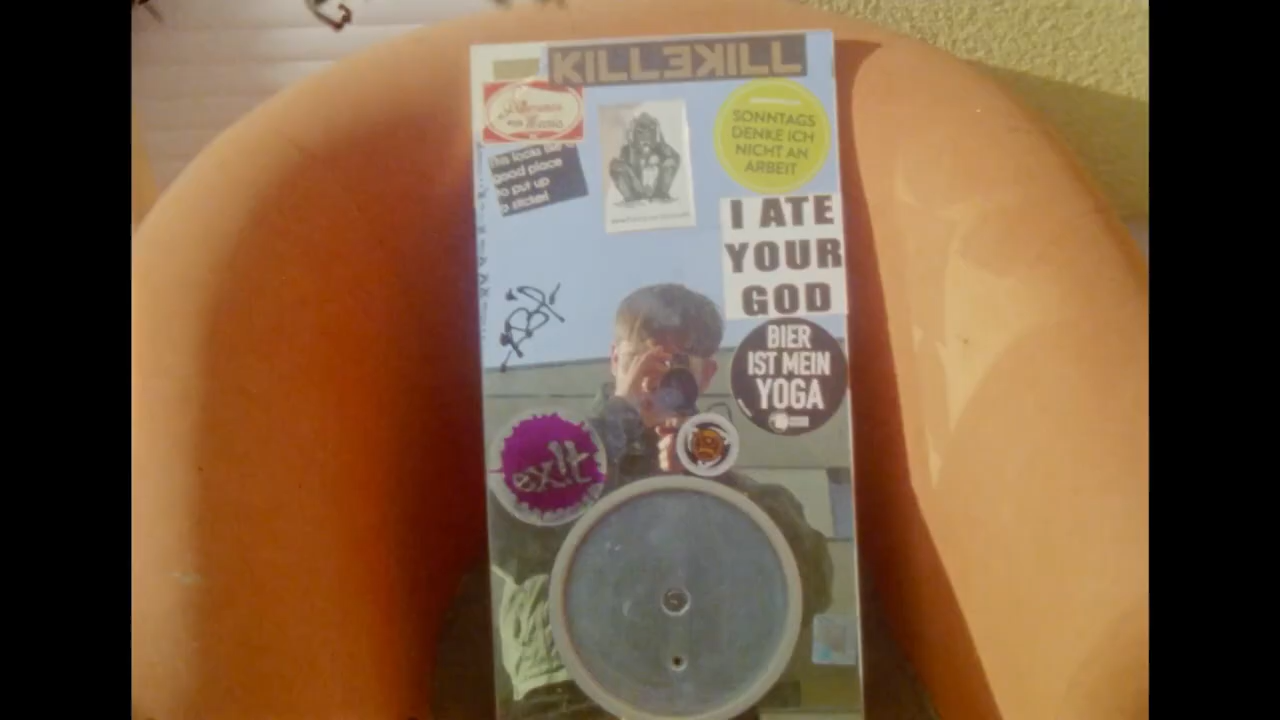 KILLEKILL
This looks like a
good place
to put up
a sticker
SONNTAGS
DENKE ICH
NICHT AN
ARBEIT
I ATE
YOUR
GOD
BIER
IST MEIN
YOGA
ex!t